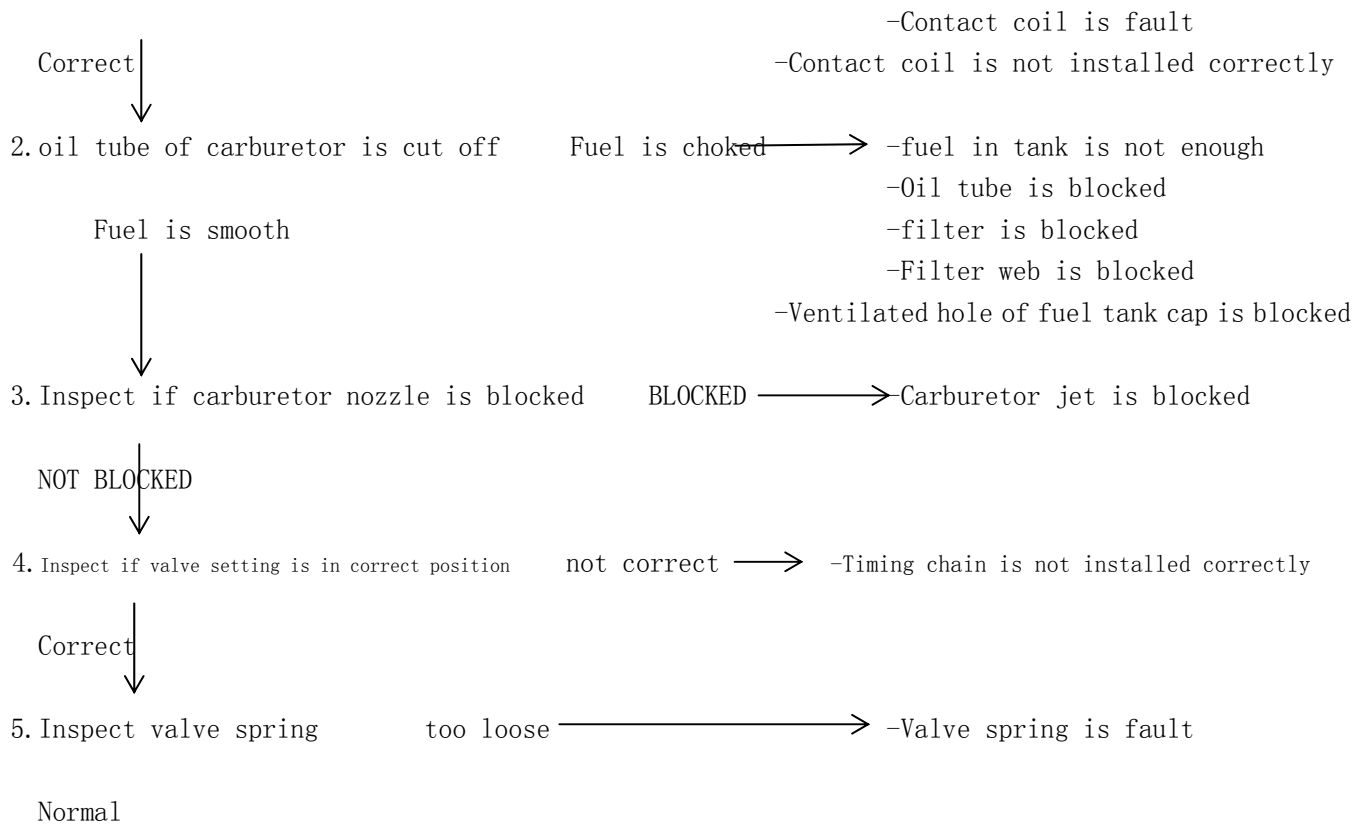 -Contact coil is fault
Correct -Contact coil is not installed correctly
2.oil tube of carburetor is cut off Fuel is choked -fuel in tank is not enough
-Oil tube is blocked
Fuel is smooth -filter is blocked
-Filter web is blocked
-Ventilated hole of fuel tank cap is blocked
3.Inspect if carburetor nozzle is blocked BLOCKED -Carburetor jet is blocked
NOT BLOCKED
4.Inspect if valve setting is in correct position not correct -Timing chain is not installed correctly
Correct
5.Inspect valve spring too loose -Valve spring is fault
Normal